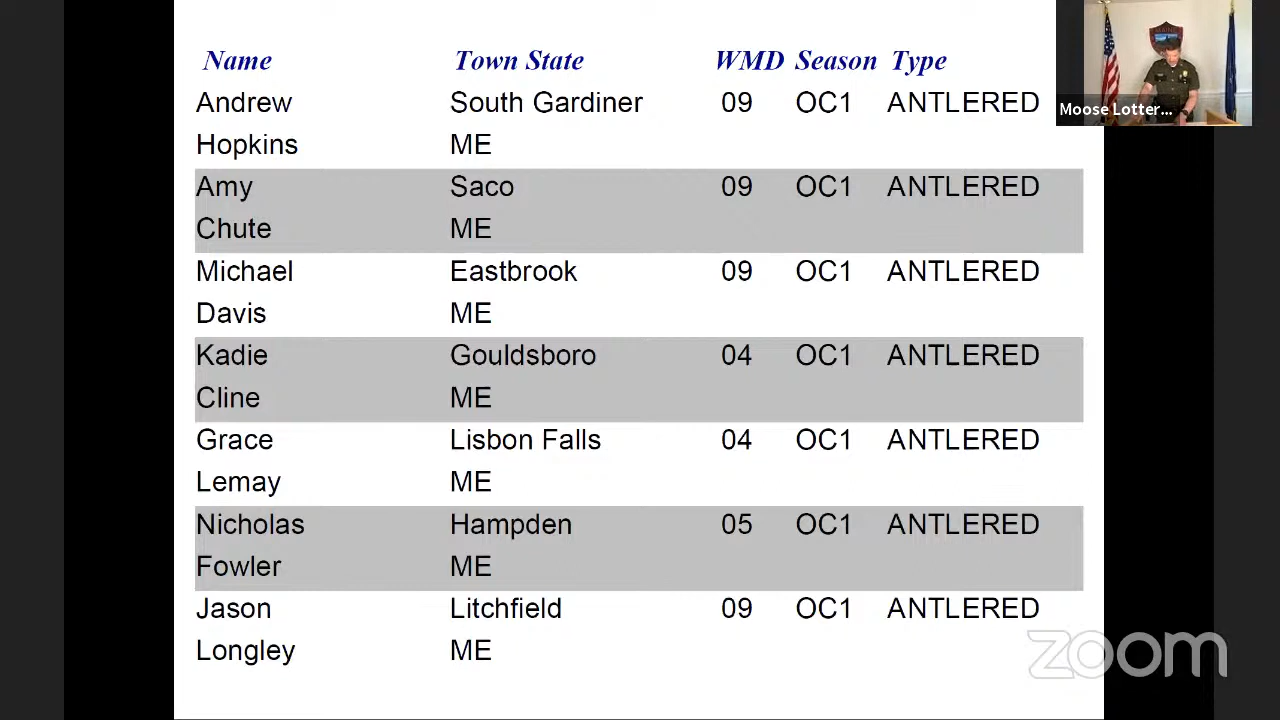 Name Town State WMD Season Type
Andrew South Gardiner 09 OC1 ANTLERED
Hopkins ME
Amy Saco 09 OC1 ANTLERED
Chute ME
Michael Eastbrook 09 OC1 ANTLERED
Davis ME
Kadie Gouldsboro 04 OC1 ANTLERED
Cline ME
Grace Lisbon Falls 04 OC1 ANTLERED
Lemay ME
Nicholas Hampden 05 OC1 ANTLERED
Fowler ME
Jason Litchfield 09 OC1 ANTLERED
Longley ME
Moose Lotter...
zoom